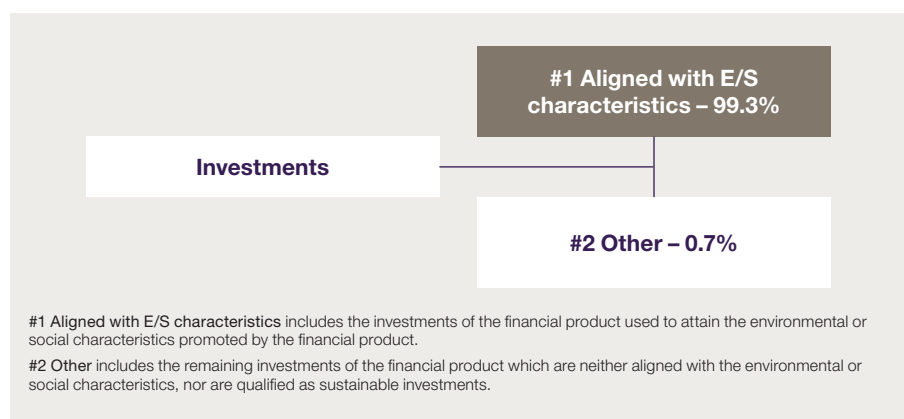 #1 Aligned with E/S
characteristics – 99.3%
Investments
#2 Other – 0.7%
#1 Aligned with E/S characteristics includes the investments of the financial product used to attain the environmental or
social characteristics promoted by the financial product.
#2 Other includes the remaining investments of the financial product which are neither aligned with the environmental or
social characteristics, nor are qualified as sustainable investments.